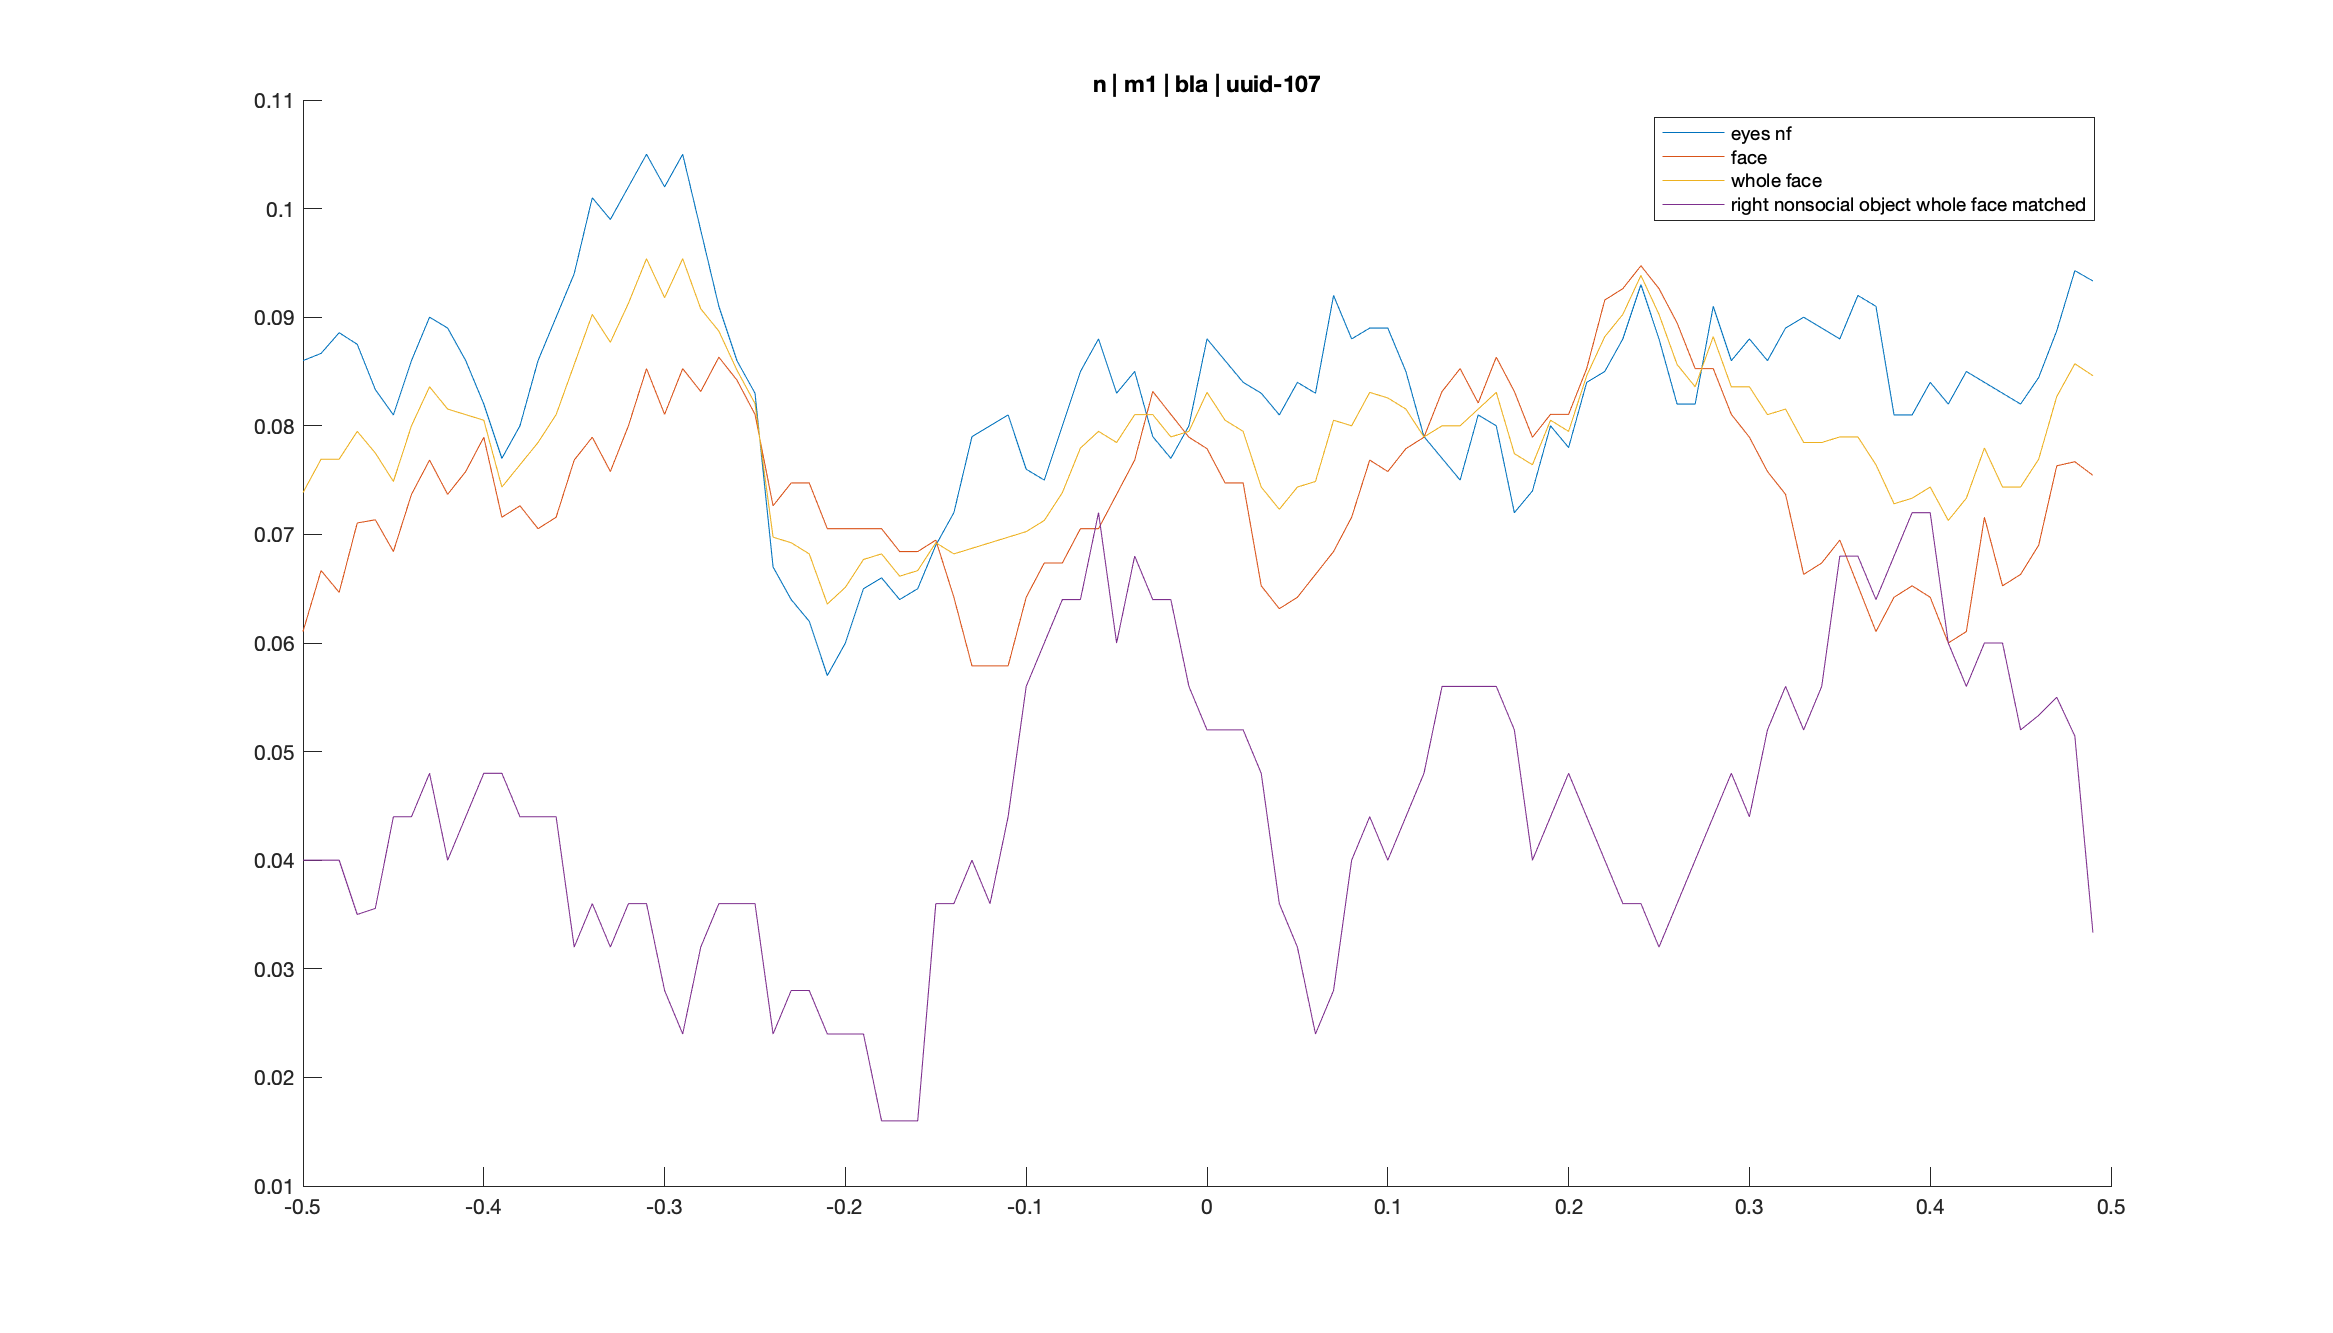 n | m1 | bla | uuid-107
0.11
0.1
0.09
0.08
0.07
0.06
0.05
0.04
0.03
0.02
0.01
eyes nf
face
whole face
right nonsocial object whole face matched
-0.5 -0.4 -0.3 -0.2 -0.1 0 0.1 0.2 0.3 0.4 0.5